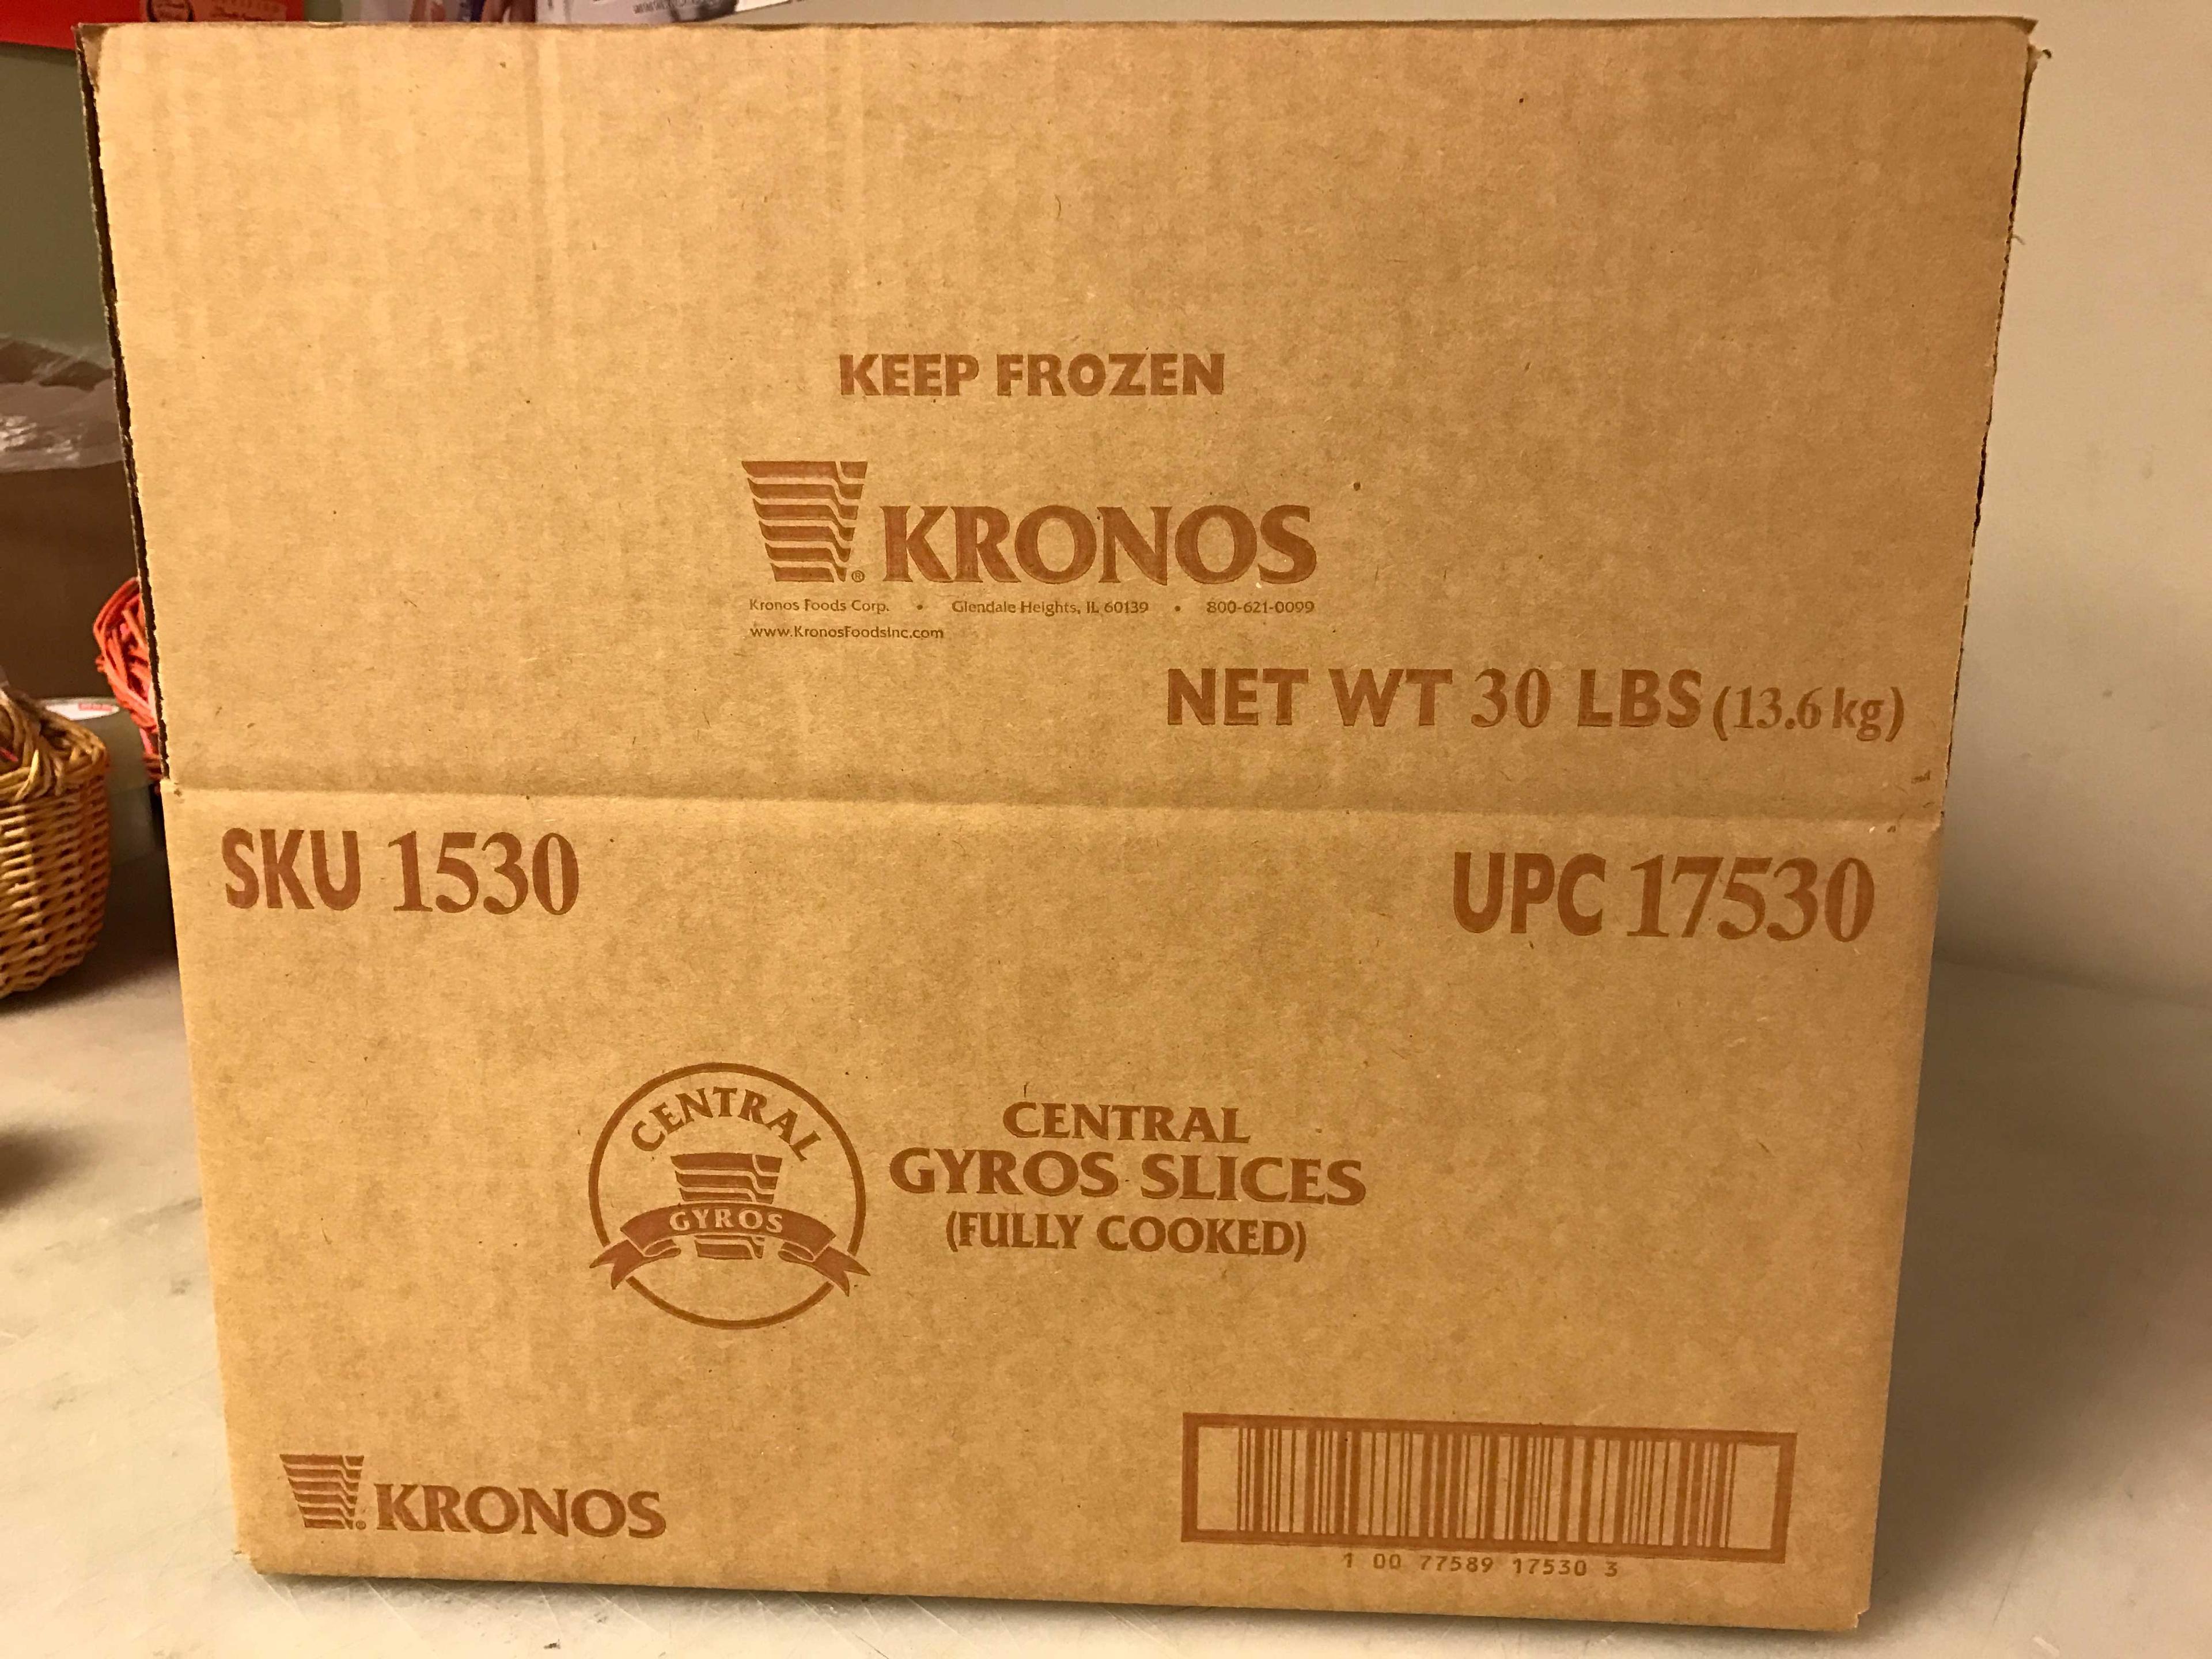 KEEP FROZEN
KRONOS
Kronos Foods Corp. • Glendale Heights, IL 60139 • 800-621-0099
www.KronosFoodsInc.com
NET WT 30 LBS (13.6 kg)
SKU 1530
UPC 17530
CENTRAL
GYROS
CENTRAL
GYROS SLICES
(FULLY COOKED)
KRONOS
1 00 77589 17530 3